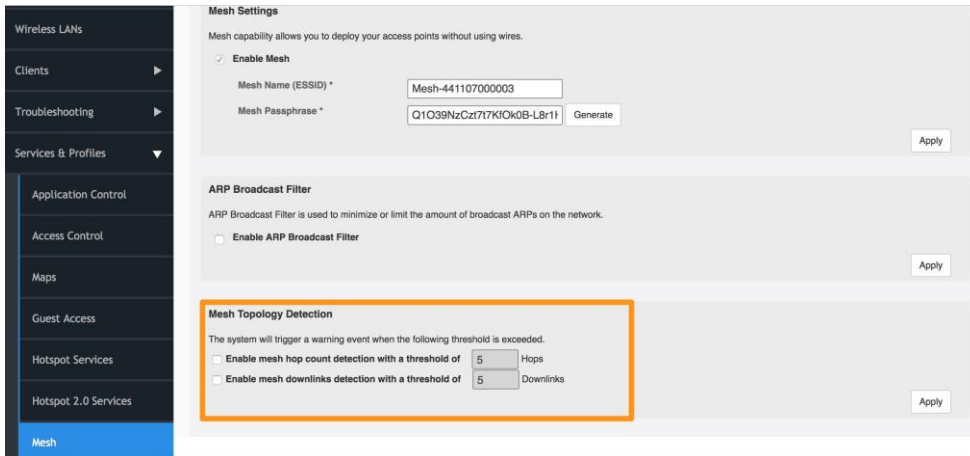 Wireless LANs
Clients
Troubleshooting
Services & Profiles
Application Control
Access Control
Maps
Guest Access
Hotspot Services
Hotspot 2.0 Services
Mesh
Mesh Settings
Mesh capability allows you to deploy your access points without using wires.
Enable Mesh
Mesh Name (ESSID) * Mesh-441107000003
Mesh Passphrase * Q1O39NzCzt7t7KfOk0B-L8r1H Generate
Apply
ARP Broadcast Filter
ARP Broadcast Filter is used to minimize or limit the amount of broadcast ARPs on the network.
Enable ARP Broadcast Filter
Apply
Mesh Topology Detection
The system will trigger a warning event when the following threshold is exceeded.
Enable mesh hop count detection with a threshold of 5 Hops
Enable mesh downlinks detection with a threshold of 5 Downlinks
Apply